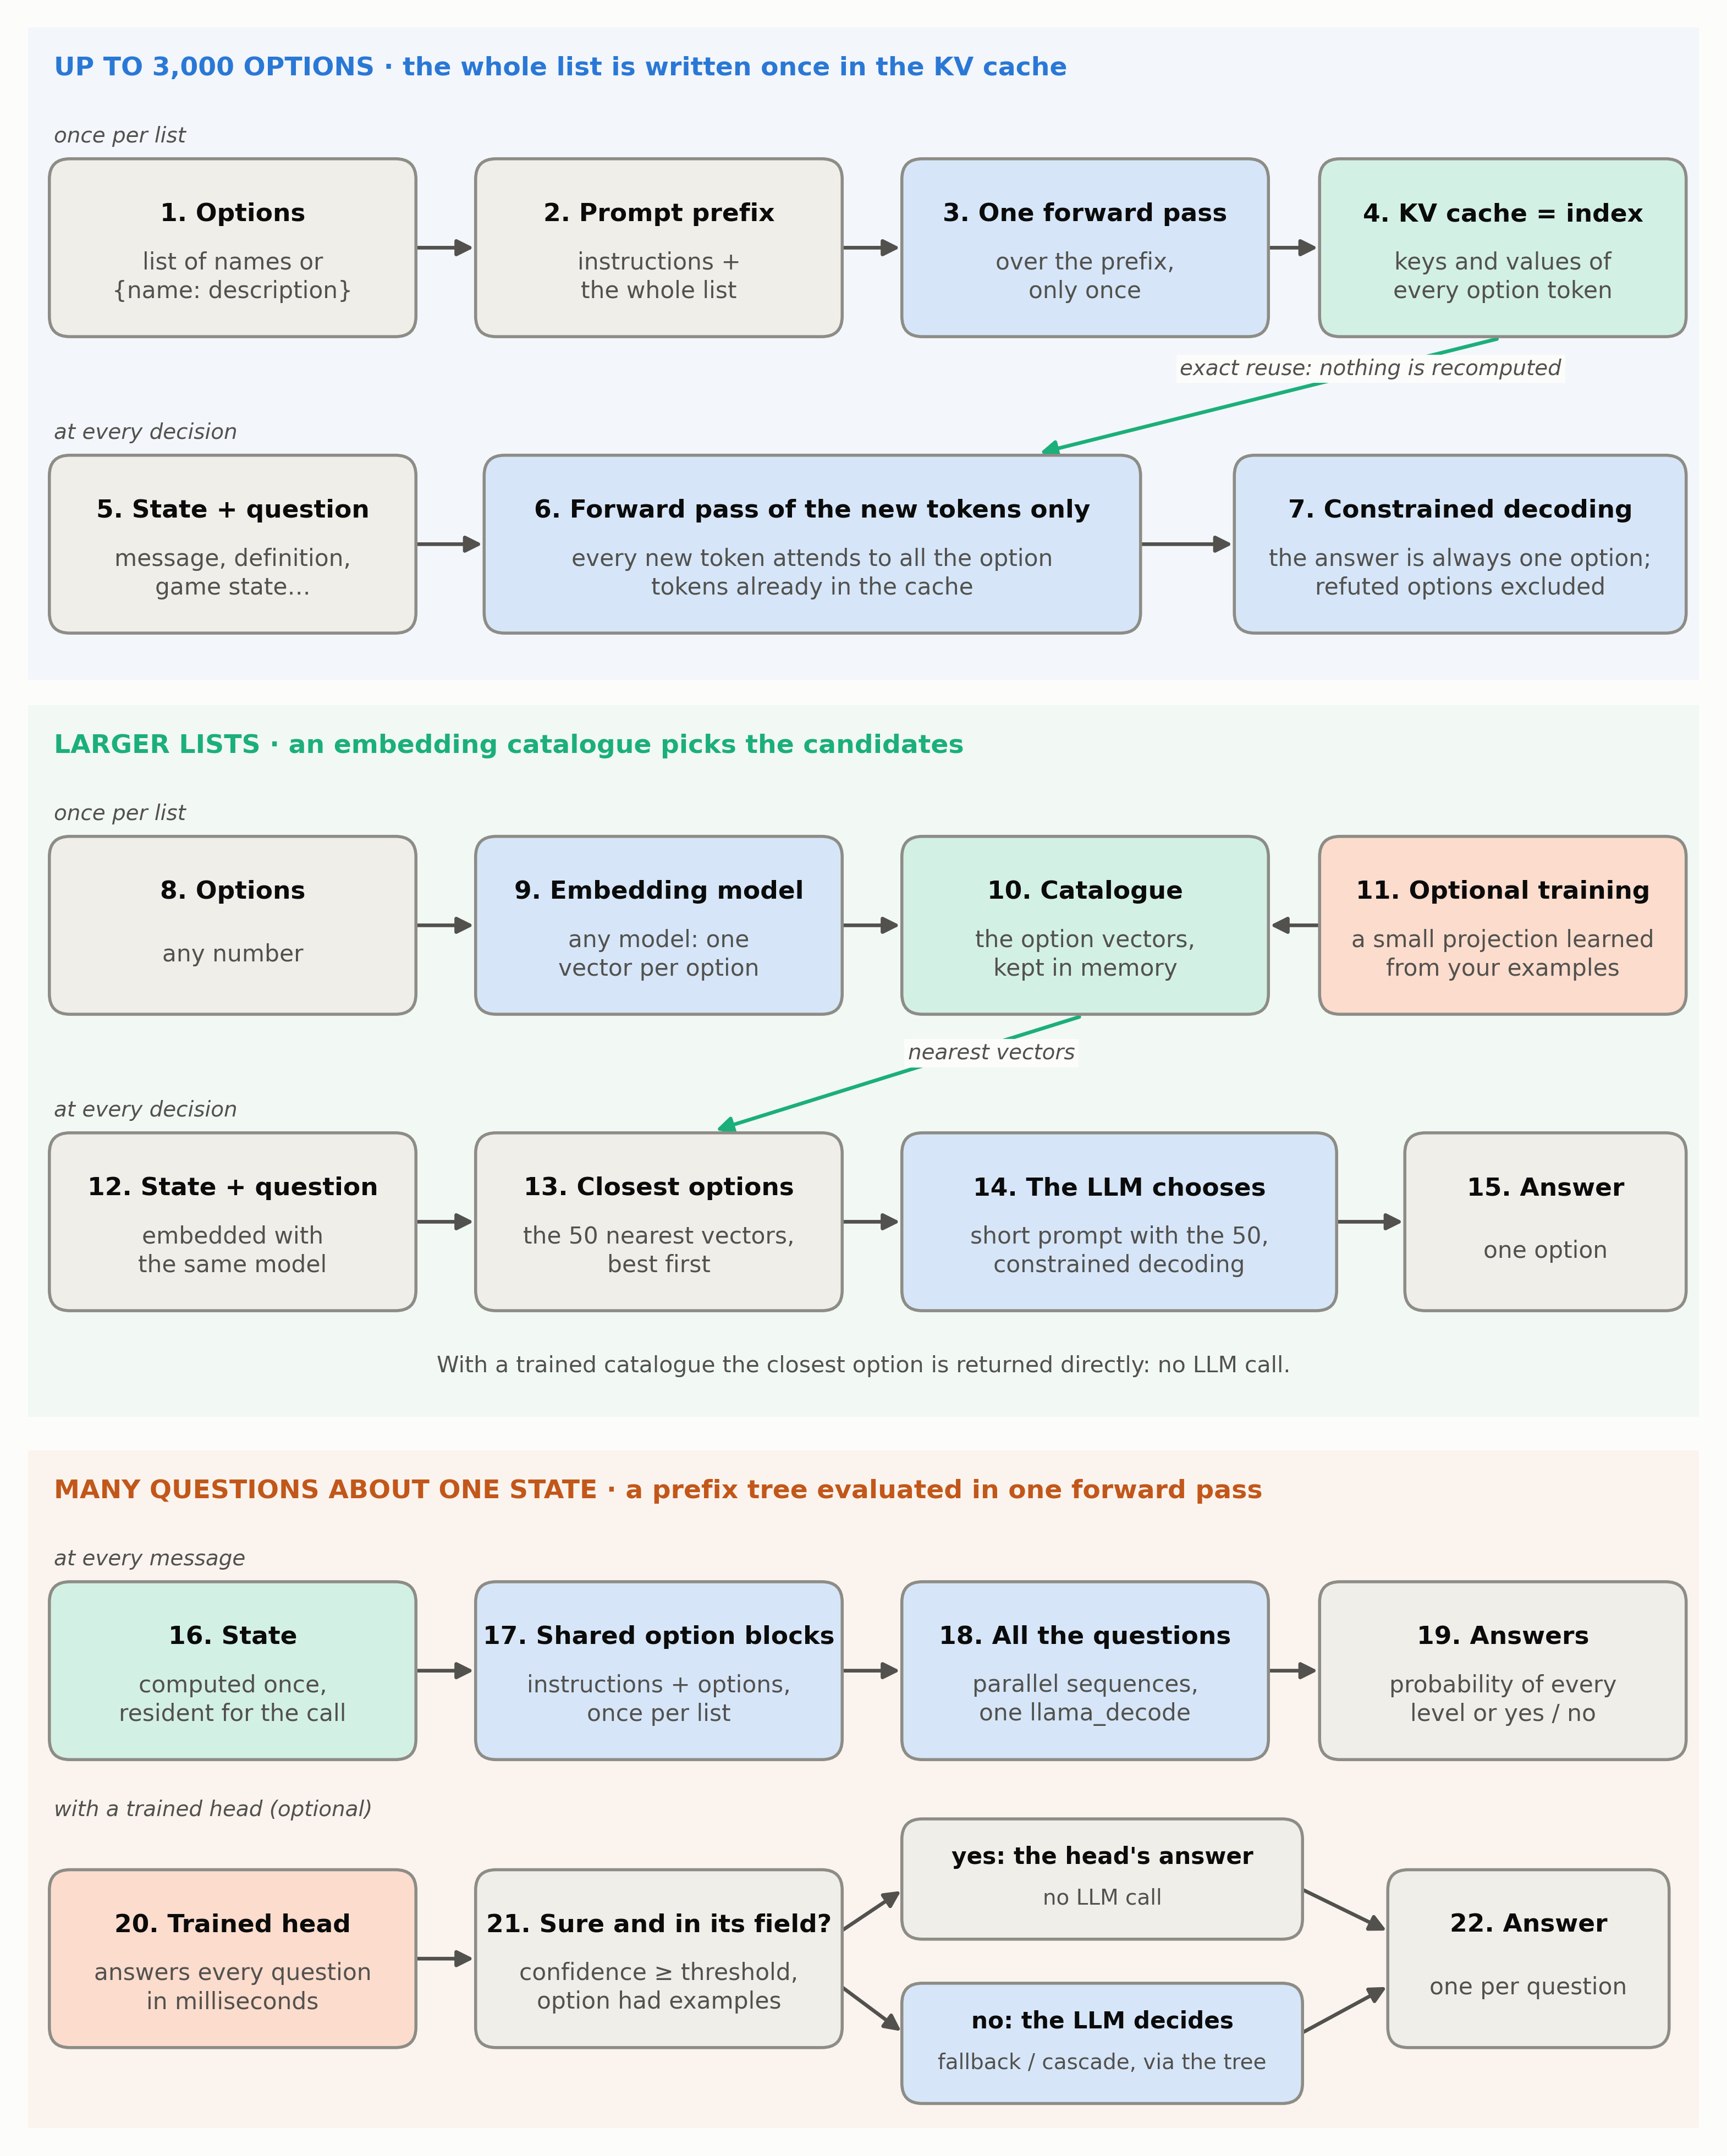 UP TO 3,000 OPTIONS · the whole list is written once in the KV cache
once per list
1. Options
list of names or
{name: description}
2. Prompt prefix
instructions +
the whole list
3. One forward pass
over the prefix,
only once
4. KV cache = index
keys and values of
every option token
exact reuse: nothing is recomputed
at every decision
5. State + question
message, definition,
game state...
6. Forward pass of the new tokens only
every new token attends to all the option
tokens already in the cache
7. Constrained decoding
the answer is always one option;
refuted options excluded
LARGER LISTS · an embedding catalogue picks the candidates
once per list
8. Options
any number
9. Embedding model
any model: one
vector per option
10. Catalogue
the option vectors,
kept in memory
11. Optional training
a small projection learned
from your examples
nearest vectors
at every decision
12. State + question
embedded with
the same model
13. Closest options
the 50 nearest vectors,
best first
14. The LLM chooses
short prompt with the 50,
constrained decoding
15. Answer
one option
With a trained catalogue the closest option is returned directly: no LLM call.
MANY QUESTIONS ABOUT ONE STATE · a prefix tree evaluated in one forward pass
at every message
16. State
computed once,
resident for the call
17. Shared option blocks
instructions + options,
once per list
18. All the questions
parallel sequences,
one llama_decode
19. Answers
probability of every
level or yes / no
with a trained head (optional)
20. Trained head
answers every question
in milliseconds
21. Sure and in its field?
confidence ≥ threshold,
option had examples
yes: the head's answer
no LLM call
no: the LLM decides
fallback / cascade, via the tree
22. Answer
one per question